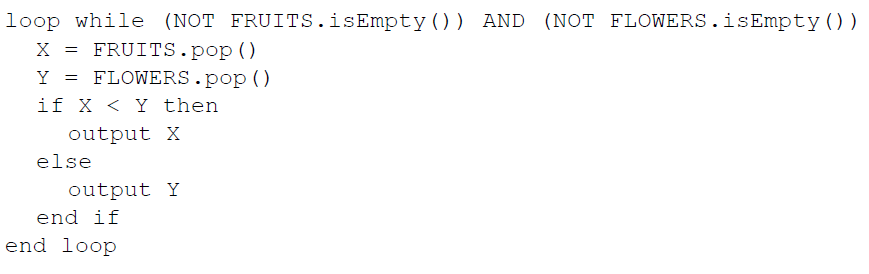 loop while (NOT FRUITS.isEmpty()) AND (NOT FLOWERS.isEmpty())
X = FRUITS.pop()
Y = FLOWERS.pop()
if X < Y then
output X
else
output Y
end if
end loop